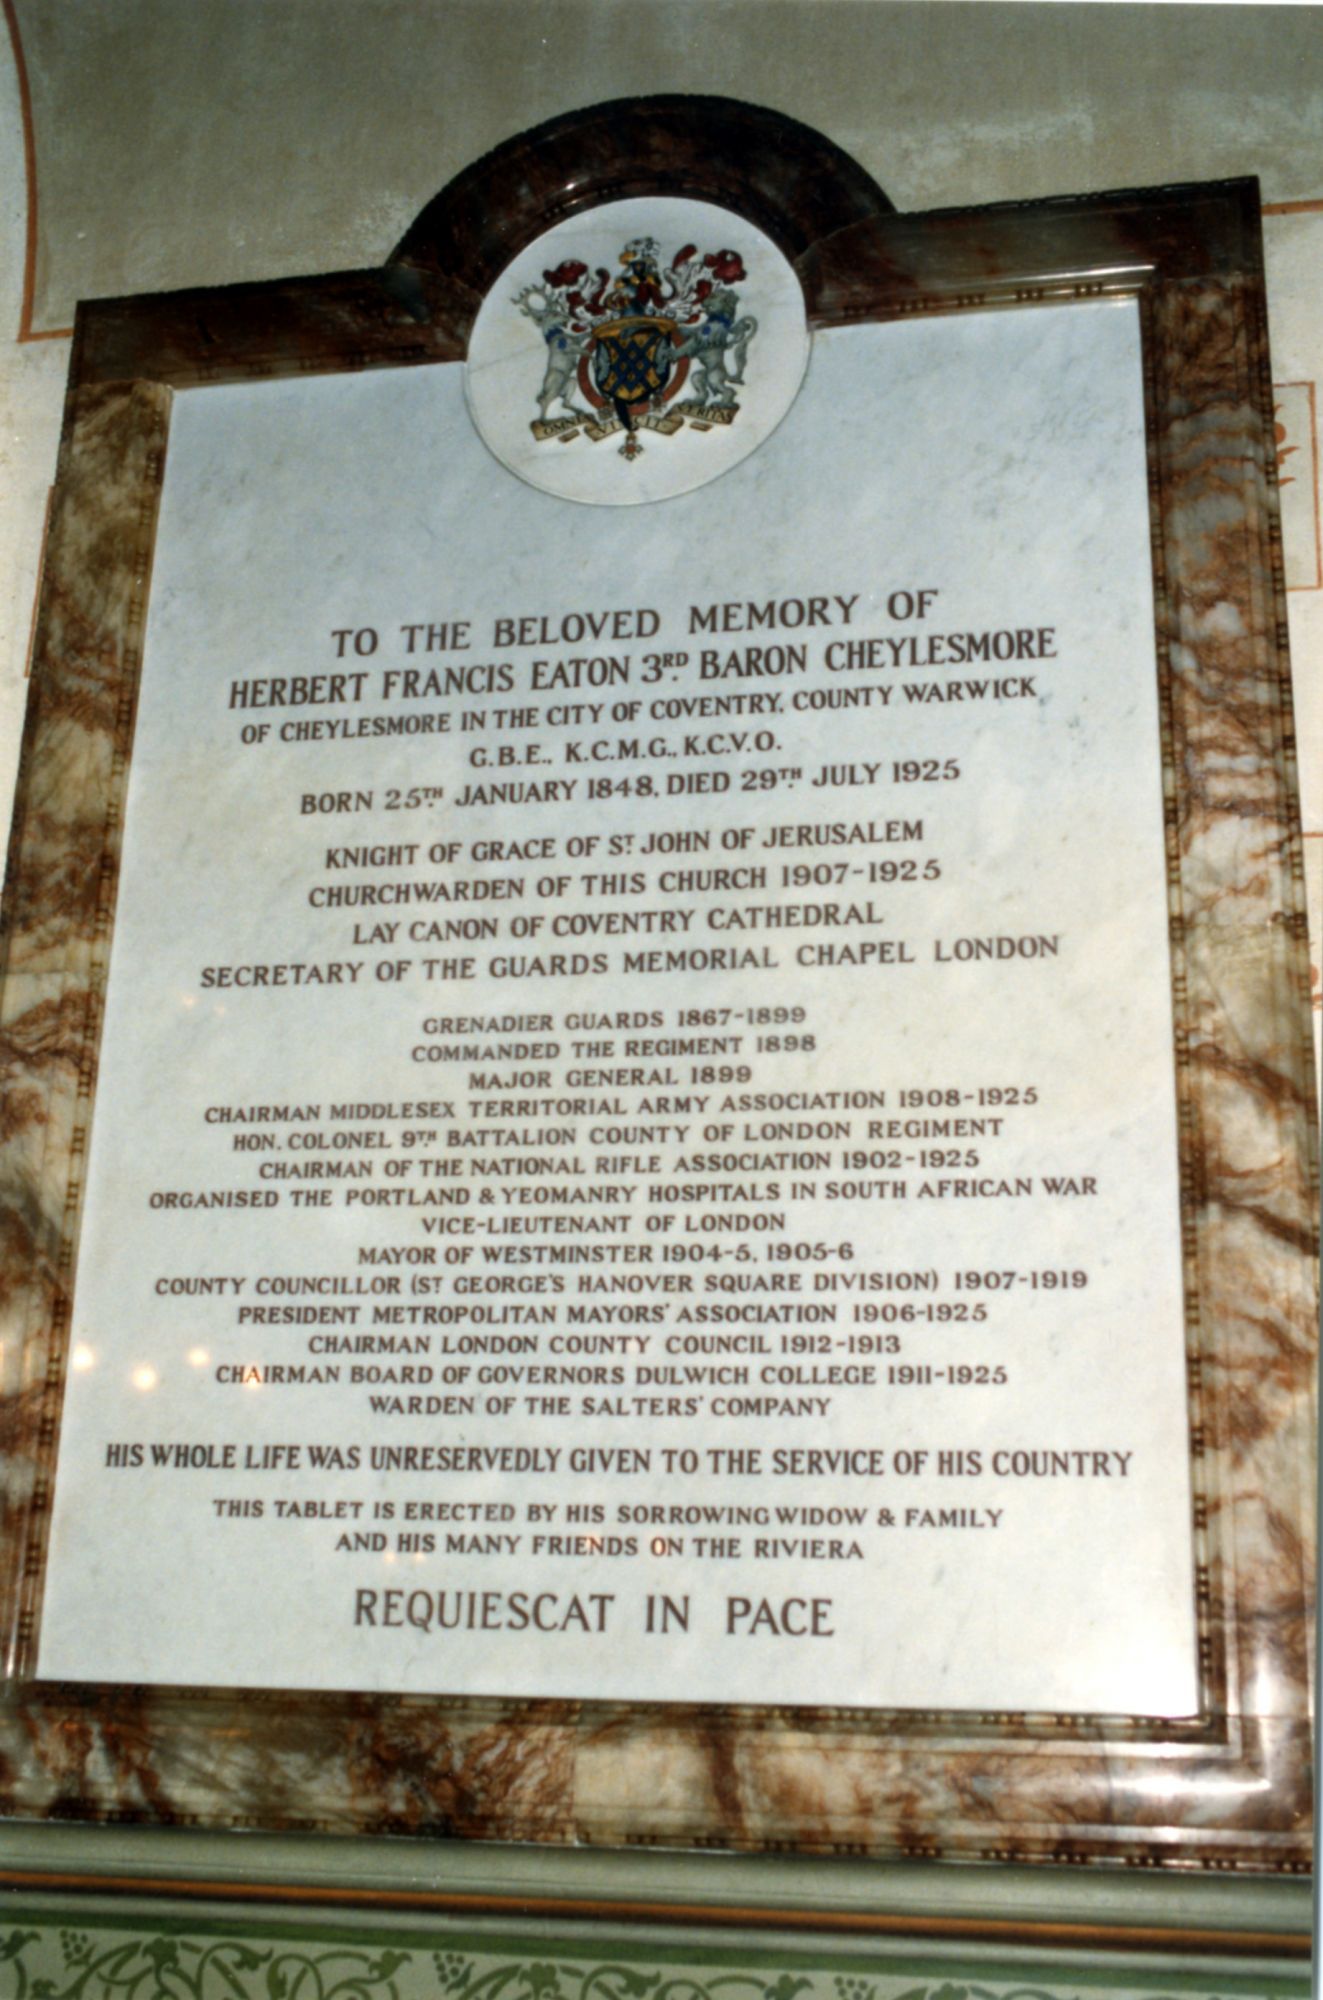 OMNIA VINCIT VERITAS
TO THE BELOVED MEMORY OF
HERBERT FRANCIS EATON 3RD. BARON CHEYLESMORE
OF CHEYLESMORE IN THE CITY OF COVENTRY, COUNTY WARWICK
G.B.E., K.C.M.G., K.C.V.O.
BORN 25TH. JANUARY 1848, DIED 29TH. JULY 1925
KNIGHT OF GRACE OF ST. JOHN OF JERUSALEM
CHURCHWARDEN OF THIS CHURCH 1907-1925
LAY CANON OF COVENTRY CATHEDRAL
SECRETARY OF THE GUARDS MEMORIAL CHAPEL LONDON
GRENADIER GUARDS 1867-1899
COMMANDED THE REGIMENT 1898
MAJOR GENERAL 1899
CHAIRMAN MIDDLESEX TERRITORIAL ARMY ASSOCIATION 1908-1925
HON. COLONEL 9TH. BATTALION COUNTY OF LONDON REGIMENT
CHAIRMAN OF THE NATIONAL RIFLE ASSOCIATION 1902-1925
ORGANISED THE PORTLAND & YEOMANRY HOSPITALS IN SOUTH AFRICAN WAR
VICE-LIEUTENANT OF LONDON
MAYOR OF WESTMINSTER 1904-5, 1905-6
COUNTY COUNCILLOR (ST GEORGE'S HANOVER SQUARE DIVISION) 1907-1919
PRESIDENT METROPOLITAN MAYORS' ASSOCIATION 1906-1925
CHAIRMAN LONDON COUNTY COUNCIL 1912-1913
CHAIRMAN BOARD OF GOVERNORS DULWICH COLLEGE 1911-1925
WARDEN OF THE SALTERS' COMPANY
HIS WHOLE LIFE WAS UNRESERVEDLY GIVEN TO THE SERVICE OF HIS COUNTRY
THIS TABLET IS ERECTED BY HIS SORROWING WIDOW & FAMILY
AND HIS MANY FRIENDS ON THE RIVIERA
REQUIESCAT IN PACE